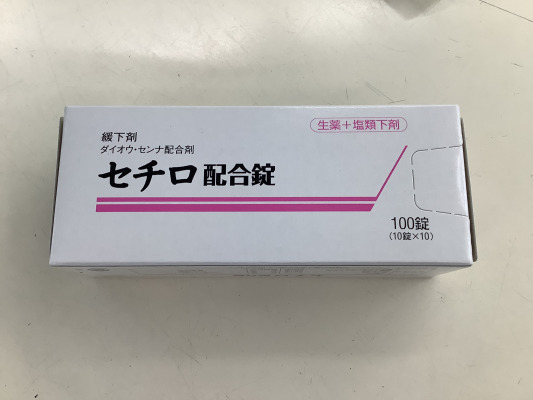 生薬＋塩類下剤
緩下剤
ダイオウ・センナ配合剤
セチロ配合錠
100錠
（10錠×10）